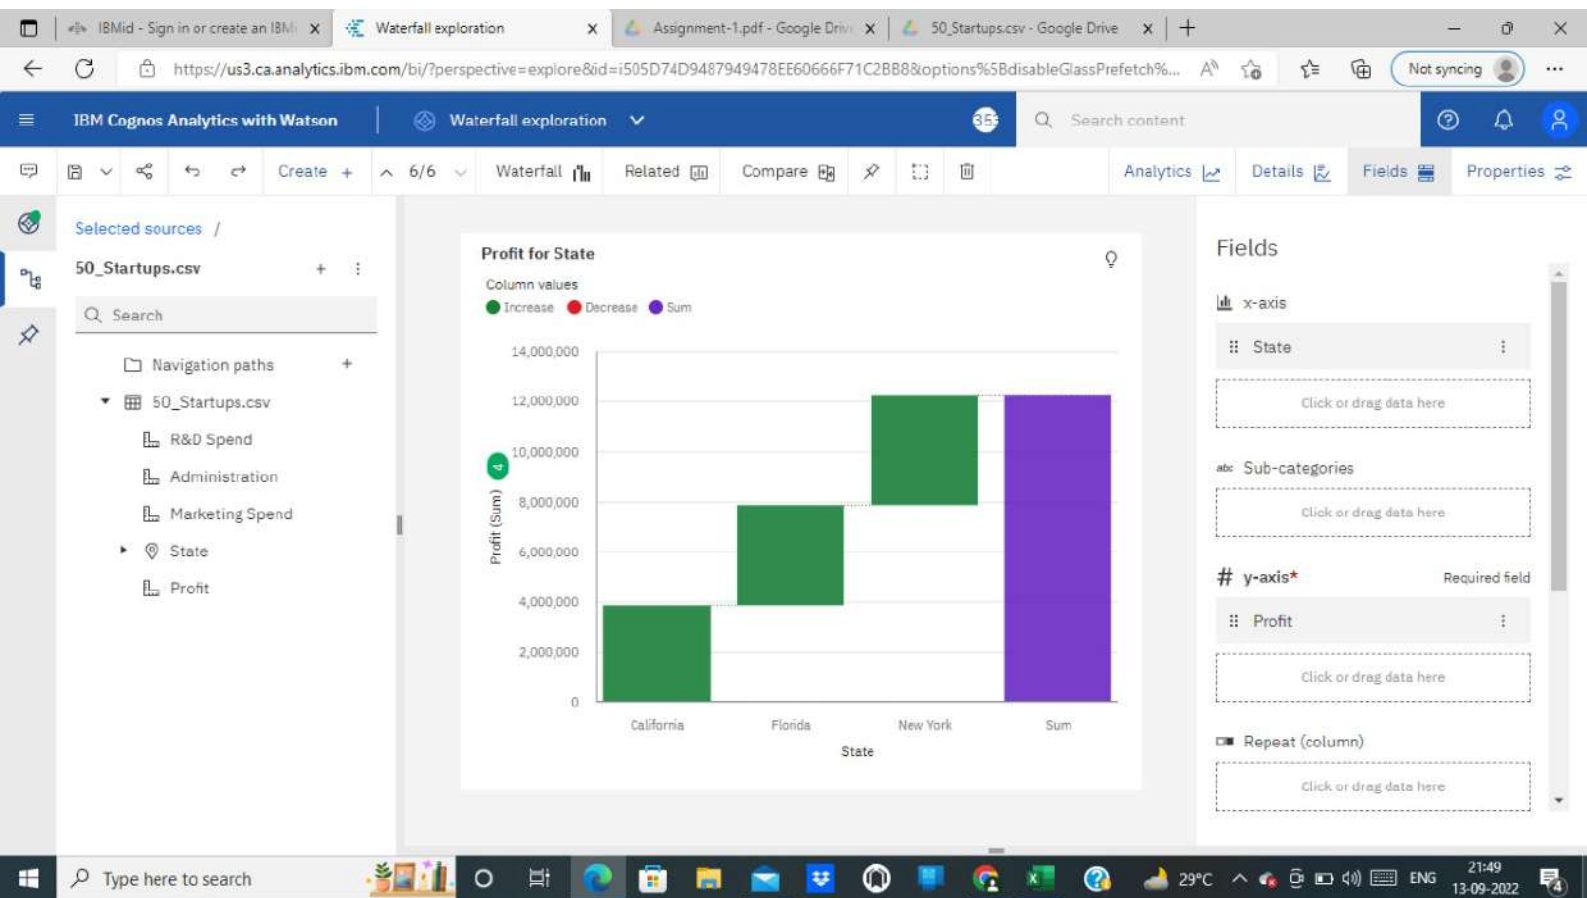 IBMid - Sign in or create an IBMi
Waterfall exploration
Assignment-1.pdf - Google Driv
50_Startups.csv - Google Drive
https://us3.ca.analytics.ibm.com/bi/?perspective=explore&id=i505D74D9487949478EE60666F71C2BB8&options%5BdisableGlassPrefetch%...
Not syncing
IBM Cognos Analytics with Watson
Waterfall exploration
Search content
Create +
6/6
Waterfall
Related
Compare
Analytics
Details
Fields
Properties
Selected sources /
50_Startups.csv
Search
Navigation paths
50_Startups.csv
R&D Spend
Administration
Marketing Spend
State
Profit
Profit for State
Column values
Increase Decrease Sum
14,000,000
12,000,000
10,000,000
8,000,000
6,000,000
4,000,000
2,000,000
0
Profit (Sum)
California Florida New York Sum
State
Fields
x-axis
State
Click or drag data here
abc Sub-categories
Click or drag data here
# y-axis* Required field
Profit
Click or drag data here
Repeat (column)
Click or drag data here
Type here to search
29°C
ENG
21:49
13-09-2022
4